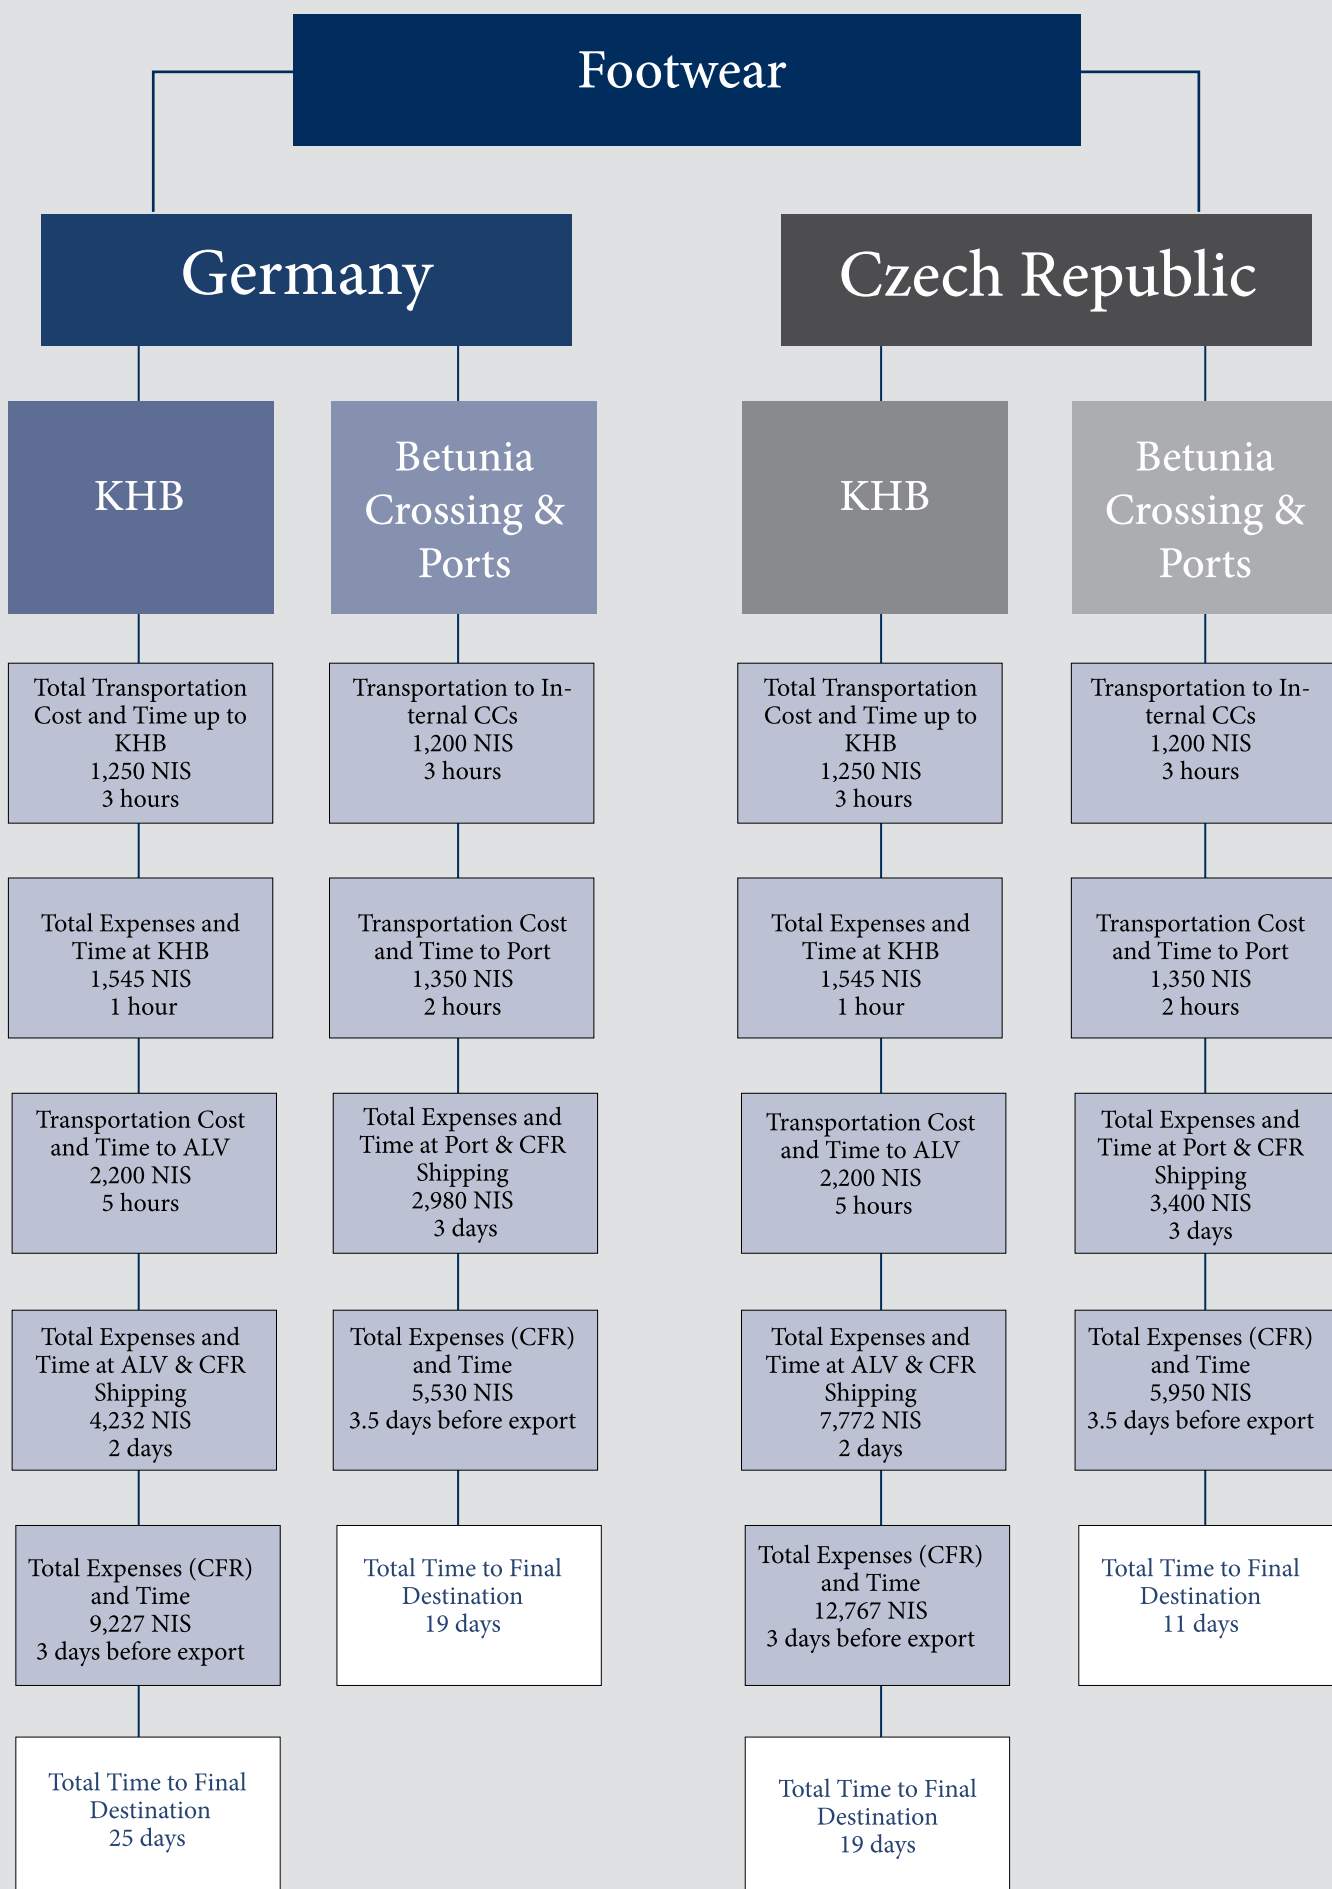 Footwear
Germany
KHB
Total Transportation
Cost and Time up to
KHB
1,250 NIS
3 hours
Total Expenses and
Time at KHB
1,545 NIS
1 hour
Transportation Cost
and Time to ALV
2,200 NIS
5 hours
Total Expenses and
Time at ALV & CFR
Shipping
4,232 NIS
2 days
Total Expenses (CFR)
and Time
9,227 NIS
3 days before export
Total Time to Final
Destination
25 days
Betunia
Crossing &
Ports
Transportation to In-
ternal CCs
1,200 NIS
3 hours
Transportation Cost
and Time to Port
1,350 NIS
2 hours
Total Expenses and
Time at Port & CFR
Shipping
2,980 NIS
3 days
Total Expenses (CFR)
and Time
5,530 NIS
3.5 days before export
Total Time to Final
Destination
19 days
Czech Republic
KHB
Total Transportation
Cost and Time up to
KHB
1,250 NIS
3 hours
Total Expenses and
Time at KHB
1,545 NIS
1 hour
Transportation Cost
and Time to ALV
2,200 NIS
5 hours
Total Expenses and
Time at ALV & CFR
Shipping
7,772 NIS
2 days
Total Expenses (CFR)
and Time
12,767 NIS
3 days before export
Total Time to Final
Destination
19 days
Betunia
Crossing &
Ports
Transportation to In-
ternal CCs
1,200 NIS
3 hours
Transportation Cost
and Time to Port
1,350 NIS
2 hours
Total Expenses and
Time at Port & CFR
Shipping
3,400 NIS
3 days
Total Expenses (CFR)
and Time
5,950 NIS
3.5 days before export
Total Time to Final
Destination
11 days